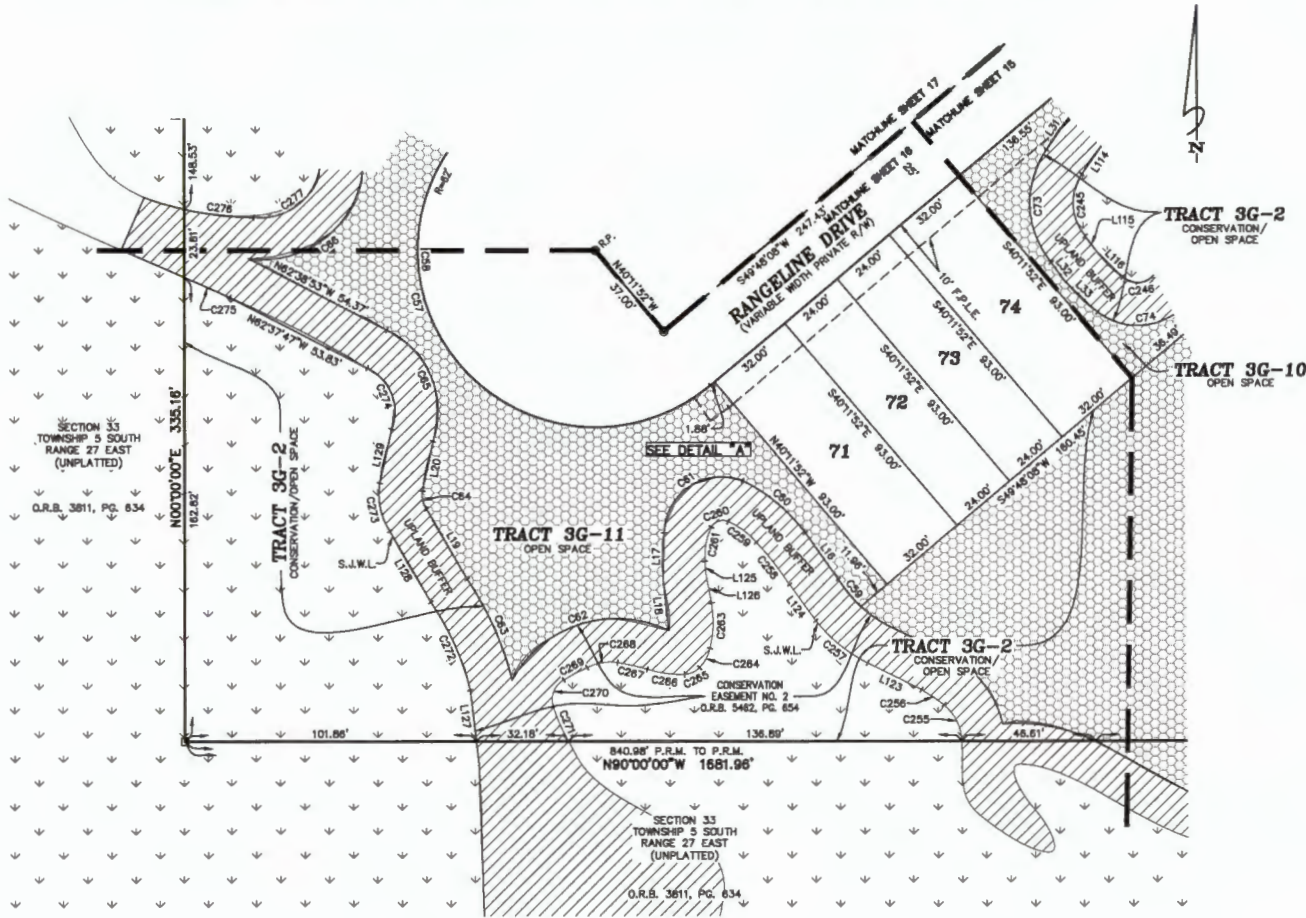 MATCHLINE SHEET 17
MATCHLINE SHEET 15
MATCHLINE SHEET 16
S49°48'08"W 247.43'
RANGELINE DRIVE
(VARIABLE WIDTH PRIVATE R/W)
N
148.53'
C276
C277
23.81'
C66
N62°38'53"W 54.37'
C275
N62°37'47"W 53.83'
R=62'
C58
C57
R.P.
N40°11'52"W
37.00'
138.55'
L31
L114
C73
C245
L115
L116
C246
C74
UPLAND BUFFER
L32
L33
TRACT 3G-2
CONSERVATION/
OPEN SPACE
36.49'
TRACT 3G-10
OPEN SPACE
32.00'
24.00'
24.00'
32.00'
10' F.P.L.E.
S40°11'52"E 93.00'
74
S40°11'52"E 93.00'
73
S40°11'52"E 93.00'
72
S40°11'52"E 93.00'
71
N40°11'52"W 93.00'
1.88'
11.98'
32.00'
24.00'
24.00'
32.00'
S49°48'08"W 160.45'
SEE DETAIL "A"
SECTION 33
TOWNSHIP 5 SOUTH
RANGE 27 EAST
(UNPLATTED)
O.R.B. 3811, PG. 634
N00°00'00"E 335.16'
162.82'
TRACT 3G-2
CONSERVATION/OPEN SPACE
C274
C65
L129
L20
C273
C64
S.J.W.L.
UPLAND BUFFER
L128
L19
C63
C272
L127
TRACT 3G-11
OPEN SPACE
C61
C60
L17
L18
C260
C259
C261
UPLAND BUFFER
C258
L16
L125
L126
L124
C59
C62
C268
C263
C264
C269
C267
C266
C265
C270
C271
S.J.W.L.
C257
TRACT 3G-2
CONSERVATION/
OPEN SPACE
L123
C256
C255
CONSERVATION
EASEMENT NO. 2
O.R.B. 5482, PG. 654
101.86'
32.18'
136.89'
840.98' P.R.M. TO P.R.M.
N90°00'00"W 1681.96'
SECTION 33
TOWNSHIP 5 SOUTH
RANGE 27 EAST
(UNPLATTED)
O.R.B. 3811, PG. 634